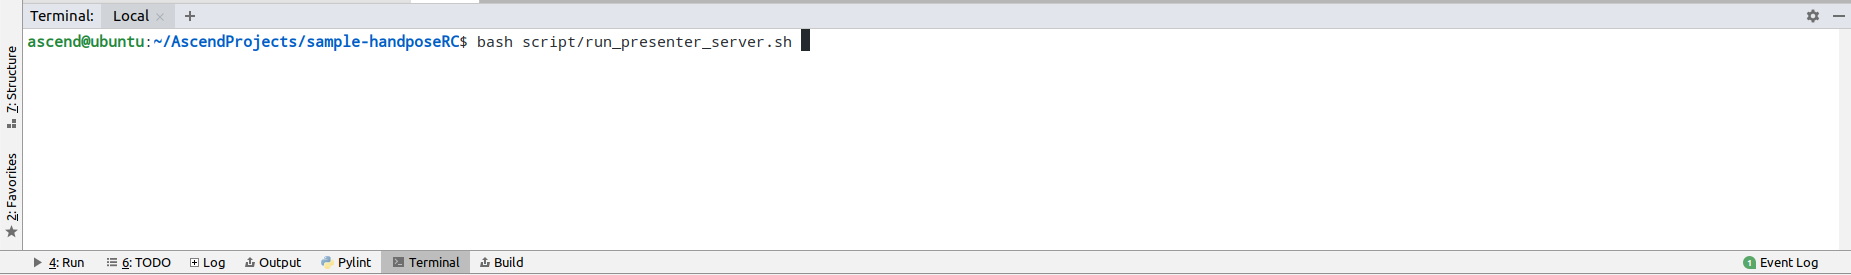 Terminal: Local × +
ascend@ubuntu:~/AscendProjects/sample-handposeRC$ bash script/run_presenter_server.sh
7: Structure
2: Favorites
4: Run 6: TODO Log Output Pylint Terminal Build 1 Event Log